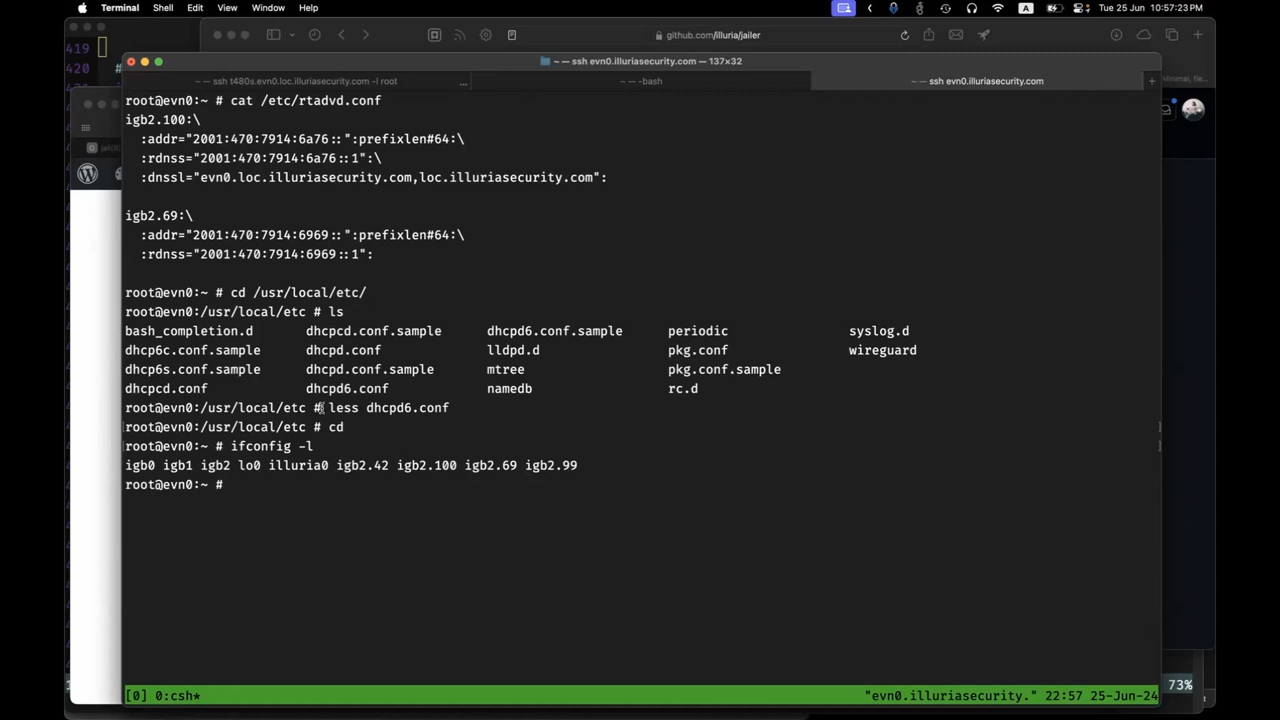 Terminal Shell Edit View Window Help A Tue 25 Jun 10:57:23 PM
419
420 #
github.com/illuria/jailer
~ — ssh evn0.illuriasecurity.com — 137×32
~ — ssh t480s.evn0.loc.illuriasecurity.com -l root ... ~ — -bash ~ — ssh evn0.illuriasecurity.com +
jail(8)
root@evn0:~ # cat /etc/rtadvd.conf
igb2.100:\
:addr="2001:470:7914:6a76::":prefixlen#64:\
:rdnss="2001:470:7914:6a76::1":\
:dnssl="evn0.loc.illuriasecurity.com,loc.illuriasecurity.com":
igb2.69:\
:addr="2001:470:7914:6969::":prefixlen#64:\
:rdnss="2001:470:7914:6969::1":
root@evn0:~ # cd /usr/local/etc/
root@evn0:/usr/local/etc # ls
bash_completion.d dhcpcd.conf.sample dhcpd6.conf.sample periodic syslog.d
dhcp6c.conf.sample dhcpd.conf lldpd.d pkg.conf wireguard
dhcp6s.conf.sample dhcpd.conf.sample mtree pkg.conf.sample
dhcpcd.conf dhcpd6.conf namedb rc.d
root@evn0:/usr/local/etc # less dhcpd6.conf
root@evn0:/usr/local/etc # cd
root@evn0:~ # ifconfig -l
igb0 igb1 igb2 lo0 illuria0 igb2.42 igb2.100 igb2.69 igb2.99
root@evn0:~ #
[0] 0:csh* "evn0.illuriasecurity." 22:57 25-Jun-24
73%